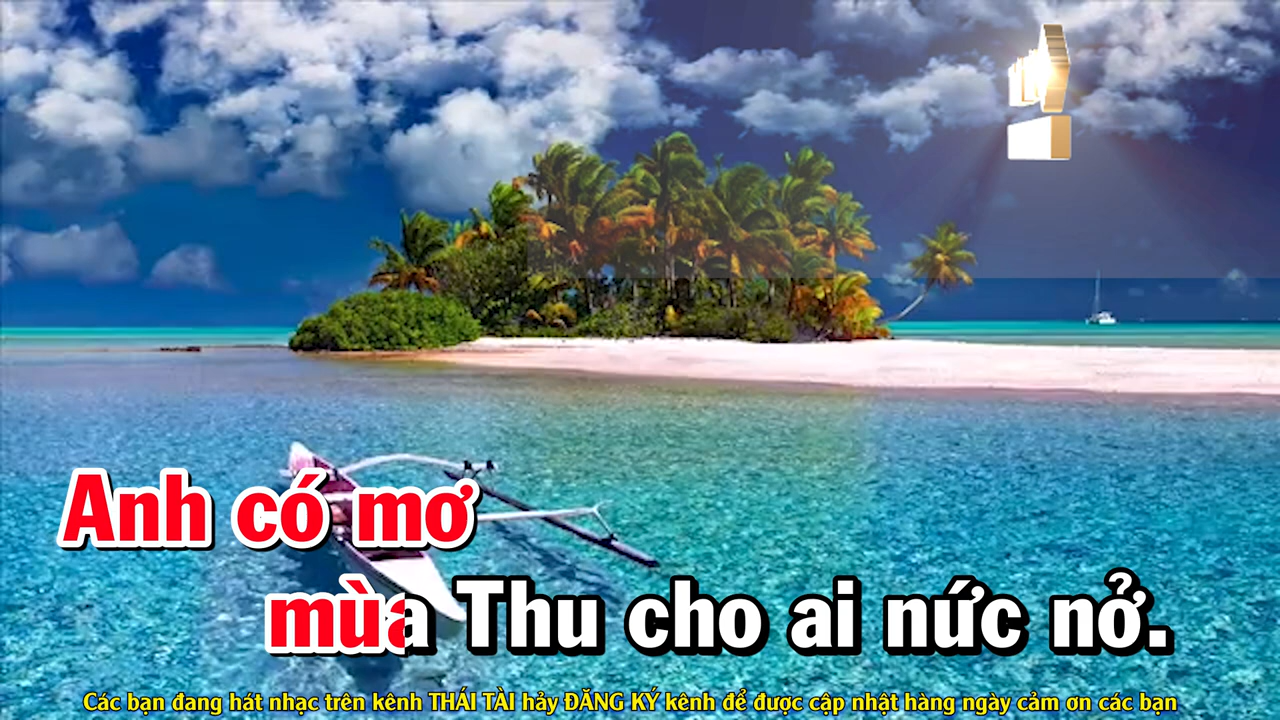 Anh có mơ
mùa Thu cho ai nức nở.
Các bạn đang hát nhạc trên kênh THÁI TÀI hảy ĐĂNG KÝ kênh để được cập nhật hàng ngày cảm ơn các bạn